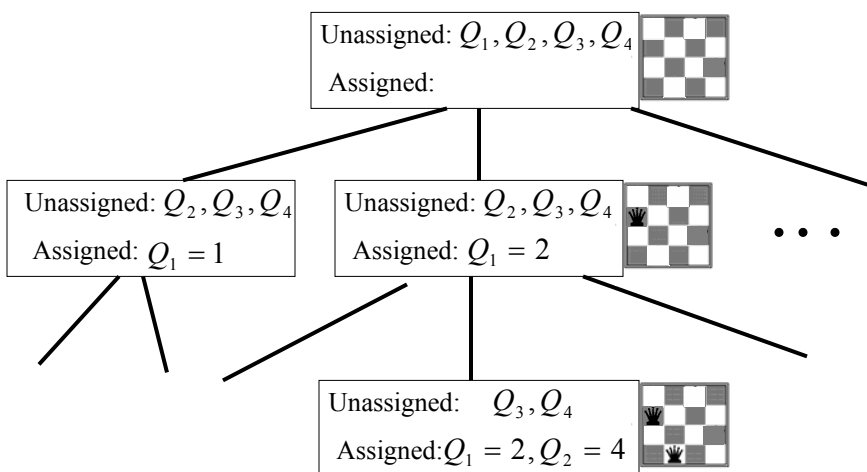 Unassigned: Q₁, Q₂, Q₃, Q₄
Assigned:
Unassigned: Q₂, Q₃, Q₄
Assigned: Q₁ = 1
Unassigned: Q₂, Q₃, Q₄
Assigned: Q₁ = 2
• • •
Unassigned: Q₃, Q₄
Assigned:Q₁ = 2, Q₂ = 4